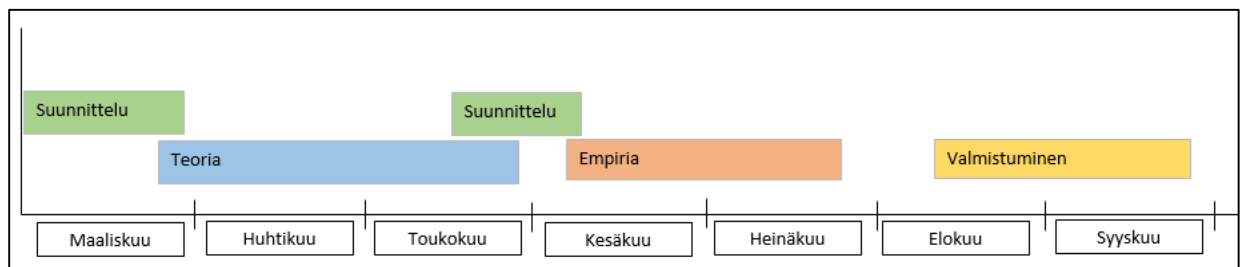 Suunnittelu
Suunnittelu
Teoria
Empiria
Valmistuminen
Maaliskuu
Huhtikuu
Toukokuu
Kesäkuu
Heinäkuu
Elokuu
Syyskuu